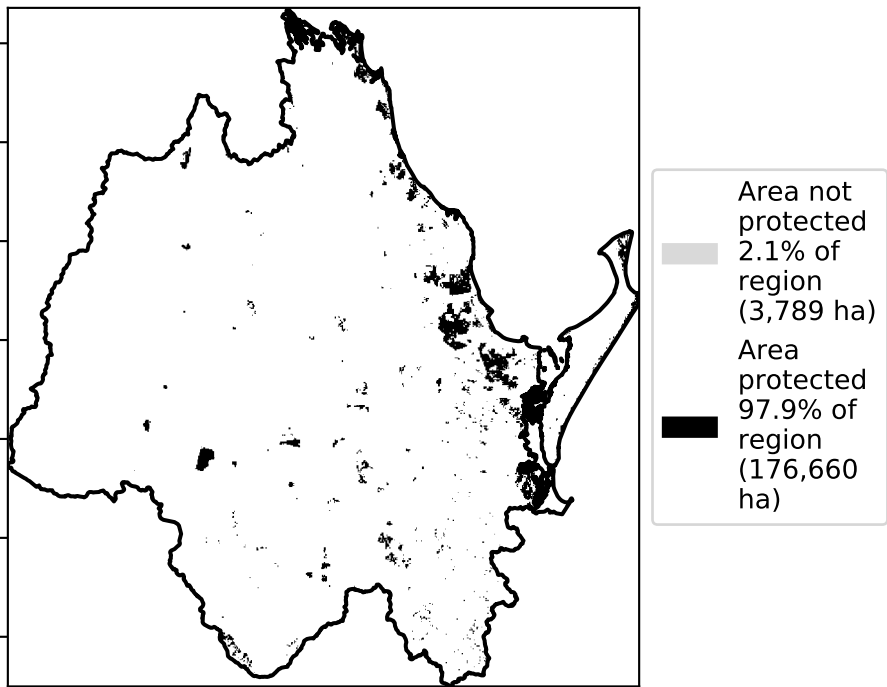 Area not
protected
2.1% of
region
(3,789 ha)
Area
protected
97.9% of
region
(176,660
ha)